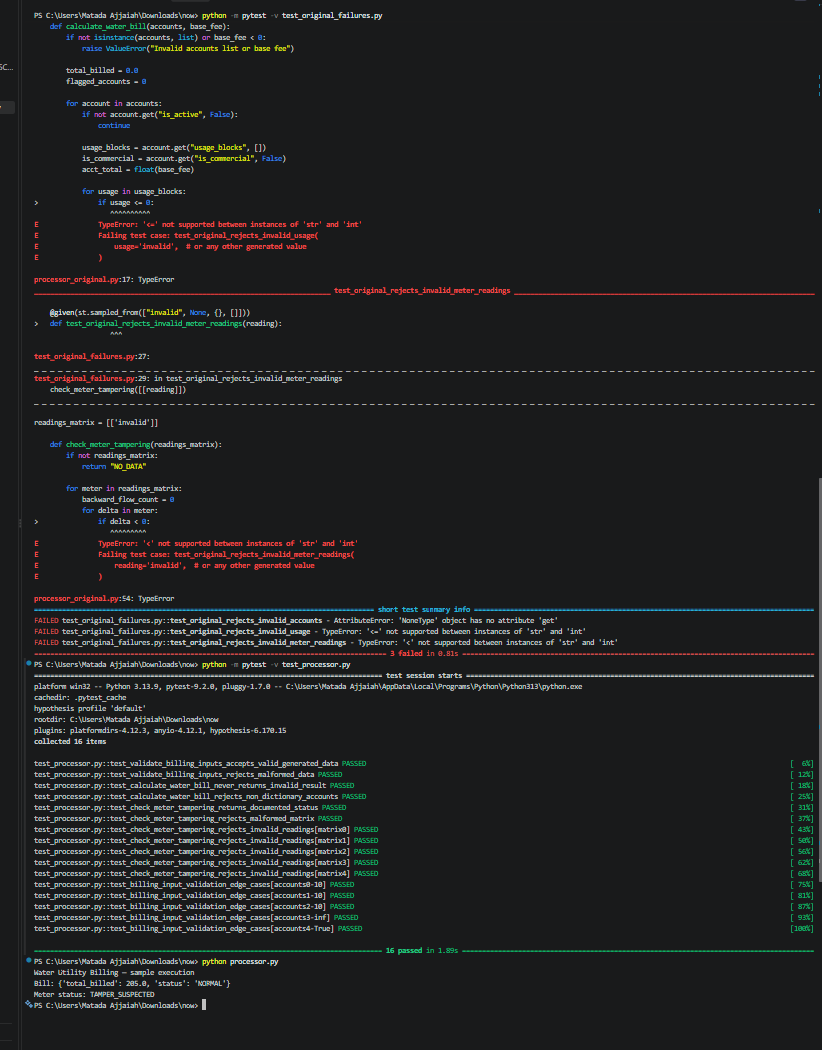 SC...
PS C:\Users\Matada Ajjaiah\Downloads\now> python -m pytest -v test_original_failures.py
def calculate_water_bill(accounts, base_fee):
if not isinstance(accounts, list) or base_fee < 0:
raise ValueError("Invalid accounts list or base fee")
total_billed = 0.0
flagged_accounts = 0
for account in accounts:
if not account.get("is_active", False):
continue
usage_blocks = account.get("usage_blocks", [])
is_commercial = account.get("is_commercial", False)
acct_total = float(base_fee)
for usage in usage_blocks:
> if usage <= 0:
^^^^^^^^^^
E TypeError: '<=' not supported between instances of 'str' and 'int'
E Failing test case: test_original_rejects_invalid_usage(
E usage='invalid', # or any other generated value
E )
processor_original.py:17: TypeError
test_original_rejects_invalid_meter_readings
@given(st.sampled_from(["invalid", None, {}, []]))
> def test_original_rejects_invalid_meter_readings(reading):
^^^
test_original_failures.py:27:
test_original_failures.py:29: in test_original_rejects_invalid_meter_readings
check_meter_tampering([[reading]])
readings_matrix = [['invalid']]
def check_meter_tampering(readings_matrix):
if not readings_matrix:
return "NO_DATA"
for meter in readings_matrix:
backward_flow_count = 0
for delta in meter:
> if delta < 0:
^^^^^^^^^
E TypeError: '<' not supported between instances of 'str' and 'int'
E Failing test case: test_original_rejects_invalid_meter_readings(
E reading='invalid', # or any other generated value
E )
processor_original.py:54: TypeError
short test summary info
FAILED test_original_failures.py::test_original_rejects_invalid_accounts - AttributeError: 'NoneType' object has no attribute 'get'
FAILED test_original_failures.py::test_original_rejects_invalid_usage - TypeError: '<=' not supported between instances of 'str' and 'int'
FAILED test_original_failures.py::test_original_rejects_invalid_meter_readings - TypeError: '<' not supported between instances of 'str' and 'int'
3 failed in 0.81s
PS C:\Users\Matada Ajjaiah\Downloads\now> python -m pytest -v test_processor.py
test session starts
platform win32 -- Python 3.13.9, pytest-9.2.0, pluggy-1.7.0 -- C:\Users\Matada Ajjaiah\AppData\Local\Programs\Python\Python313\python.exe
cachedir: .pytest_cache
hypothesis profile 'default'
rootdir: C:\Users\Matada Ajjaiah\Downloads\now
plugins: platformdirs-4.12.3, anyio-4.12.1, hypothesis-6.170.15
collected 16 items
test_processor.py::test_validate_billing_inputs_accepts_valid_generated_data PASSED [ 6%]
test_processor.py::test_validate_billing_inputs_rejects_malformed_data PASSED [ 12%]
test_processor.py::test_calculate_water_bill_never_returns_invalid_result PASSED [ 18%]
test_processor.py::test_calculate_water_bill_rejects_non_dictionary_accounts PASSED [ 25%]
test_processor.py::test_check_meter_tampering_returns_documented_status PASSED [ 31%]
test_processor.py::test_check_meter_tampering_rejects_malformed_matrix PASSED [ 37%]
test_processor.py::test_check_meter_tampering_rejects_invalid_readings[matrix0] PASSED [ 43%]
test_processor.py::test_check_meter_tampering_rejects_invalid_readings[matrix1] PASSED [ 50%]
test_processor.py::test_check_meter_tampering_rejects_invalid_readings[matrix2] PASSED [ 56%]
test_processor.py::test_check_meter_tampering_rejects_invalid_readings[matrix3] PASSED [ 62%]
test_processor.py::test_check_meter_tampering_rejects_invalid_readings[matrix4] PASSED [ 68%]
test_processor.py::test_billing_input_validation_edge_cases[accounts0-10] PASSED [ 75%]
test_processor.py::test_billing_input_validation_edge_cases[accounts1-10] PASSED [ 81%]
test_processor.py::test_billing_input_validation_edge_cases[accounts2-10] PASSED [ 87%]
test_processor.py::test_billing_input_validation_edge_cases[accounts3-inf] PASSED [ 93%]
test_processor.py::test_billing_input_validation_edge_cases[accounts4-True] PASSED [100%]
16 passed in 1.89s
PS C:\Users\Matada Ajjaiah\Downloads\now> python processor.py
Water Utility Billing — sample execution
Bill: {'total_billed': 205.0, 'status': 'NORMAL'}
Meter status: TAMPER_SUSPECTED
PS C:\Users\Matada Ajjaiah\Downloads\now>